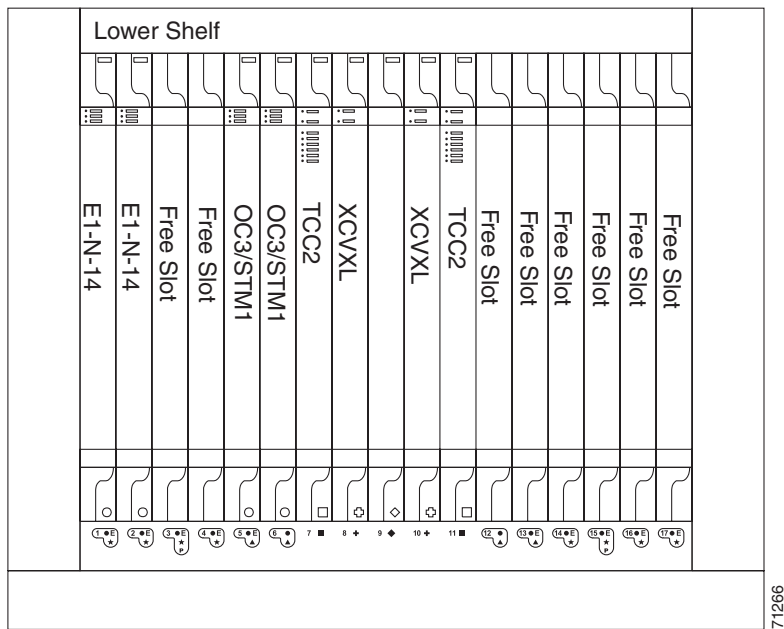 Lower Shelf
E1-N-14
E1-N-14
Free Slot
Free Slot
OC3/STM1
OC3/STM1
TCC2
XCVXL
XCVXL
TCC2
Free Slot
Free Slot
Free Slot
Free Slot
Free Slot
Free Slot
1 E
2 E
3 E P
4 E
5 E
6
7
8
9
10
11
12
13 E
14 E
15 E P
16 E
17 E
71266